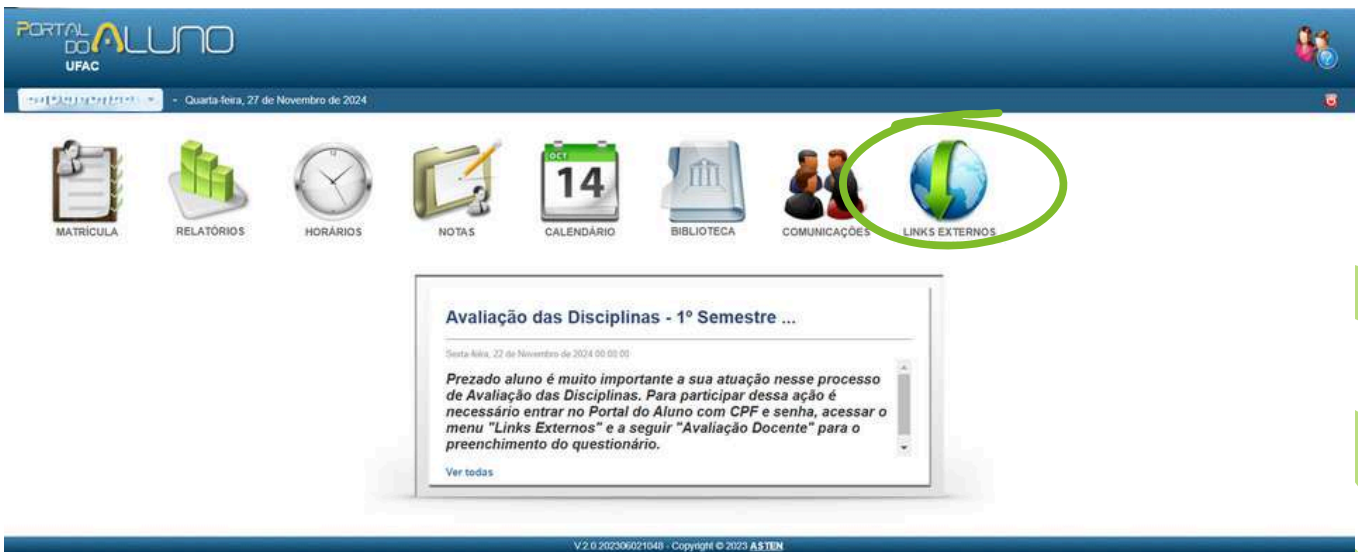 PORTAL
DO ALUNO
UFAC
- Quarta-feira, 27 de Novembro de 2024
OCT
14
MATRÍCULA
RELATÓRIOS
HORÁRIOS
NOTAS
CALENDÁRIO
BIBLIOTECA
COMUNICAÇÕES
LINKS EXTERNOS
Avaliação das Disciplinas - 1º Semestre ...
Sexta-feira, 22 de Novembro de 2024 00:00:00
Prezado aluno é muito importante a sua atuação nesse processo
de Avaliação das Disciplinas. Para participar dessa ação é
necessário entrar no Portal do Aluno com CPF e senha, acessar o
menu "Links Externos" e a seguir "Avaliação Docente" para o
preenchimento do questionário.
Ver todas
V 2.0.202306021048 - Copyright © 2023 ASTEN